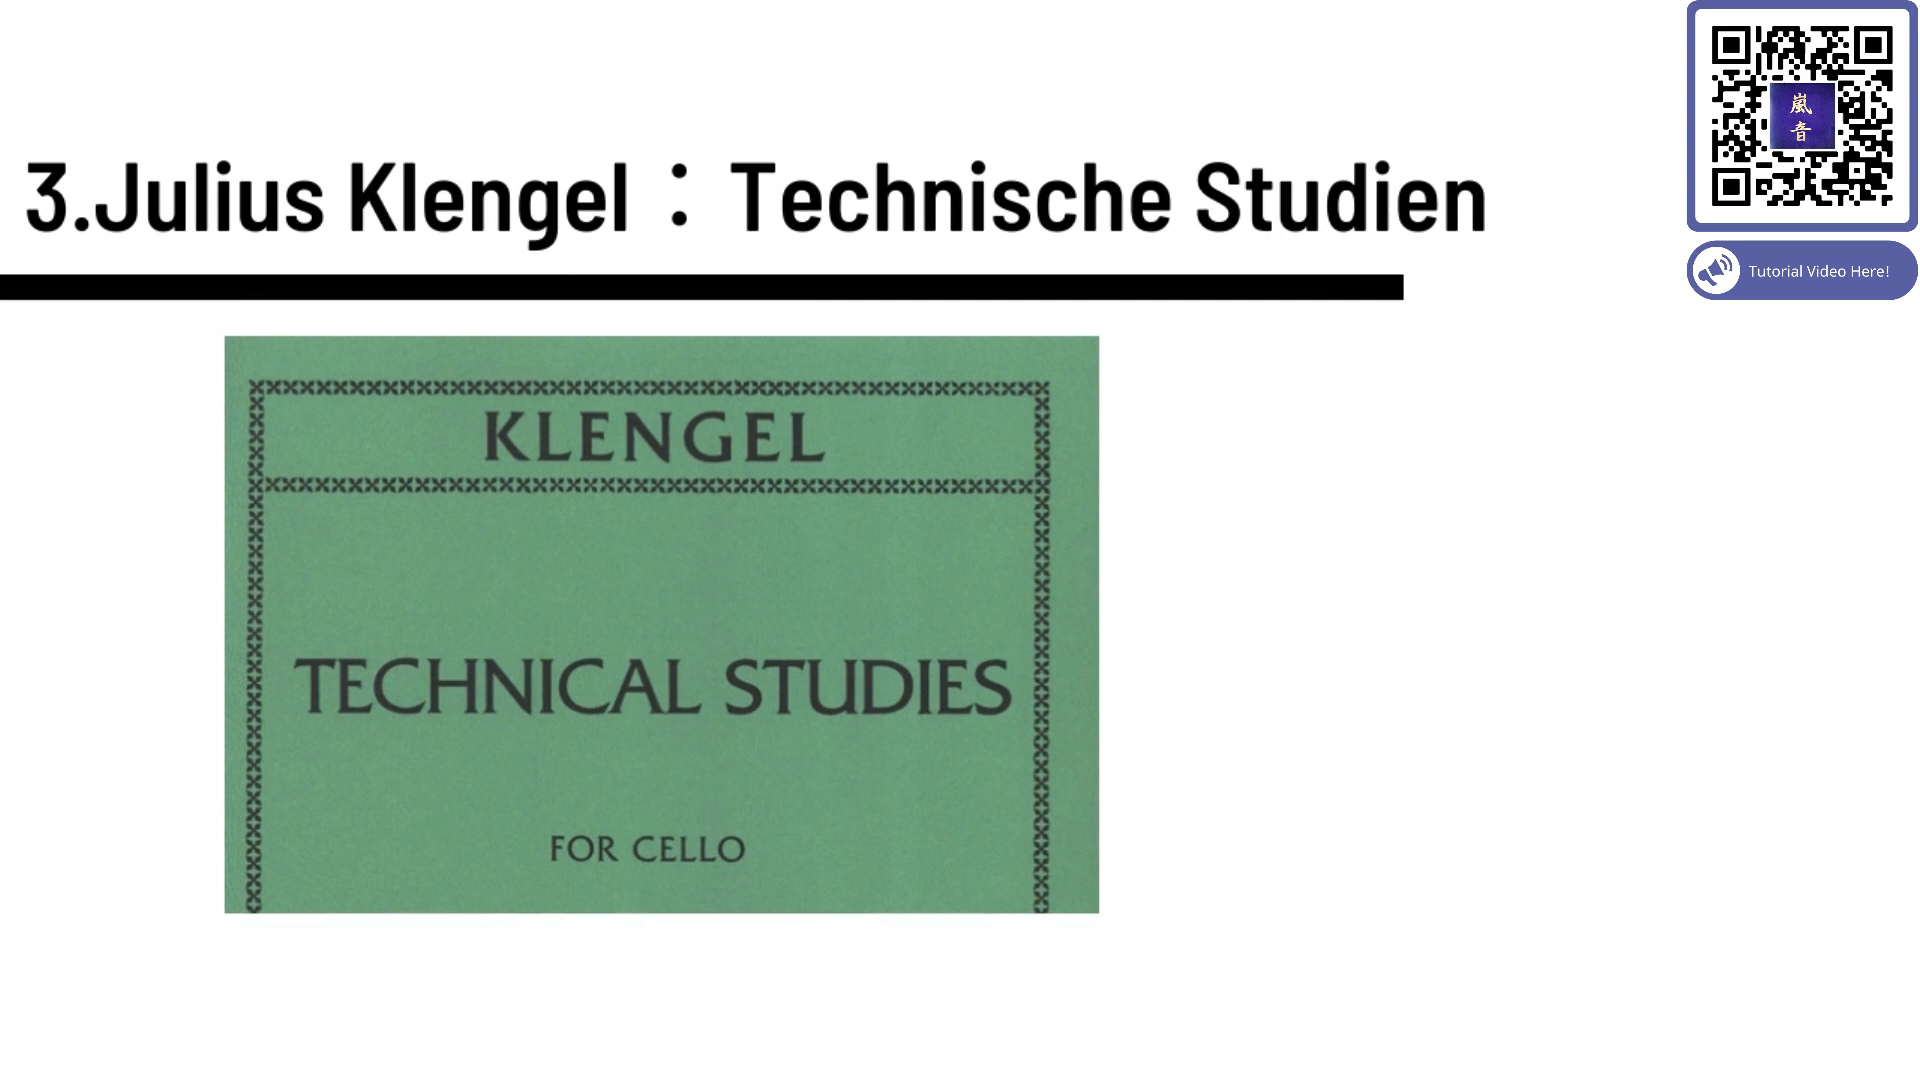 3.Julius Klengel：Technische Studien
嵐
音
Tutorial Video Here!
KLENGEL
TECHNICAL STUDIES
FOR CELLO